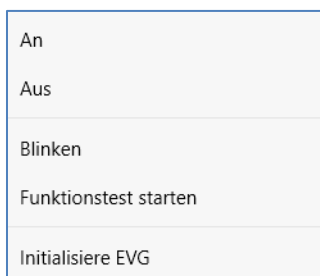 An
Aus
Blinken
Funktionstest starten
Initialisiere EVG